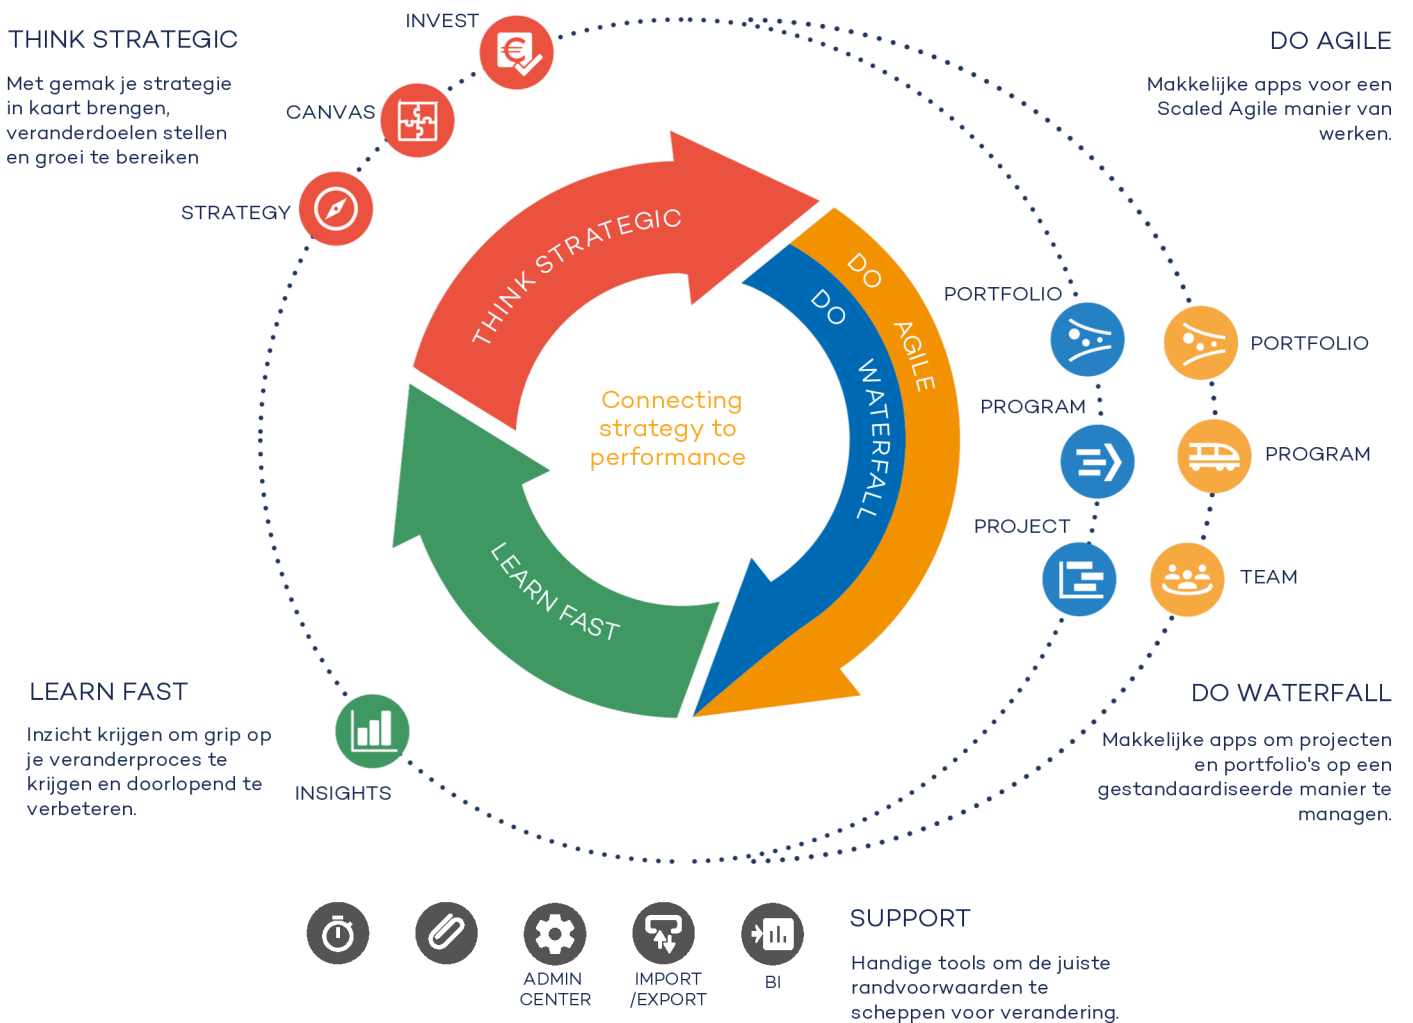 THINK STRATEGIC
Met gemak je strategie
in kaart brengen,
veranderdoelen stellen
en groei te bereiken
INVEST
CANVAS
STRATEGY
DO AGILE
Makkelijke apps voor een
Scaled Agile manier van
werken.
THINK STRATEGIC
DO AGILE
DO WATERFALL
LEARN FAST
Connecting
strategy to
performance
PORTFOLIO
PROGRAM
PROJECT
PORTFOLIO
PROGRAM
TEAM
LEARN FAST
Inzicht krijgen om grip op
je veranderproces te
krijgen en doorlopend te
verbeteren.
INSIGHTS
DO WATERFALL
Makkelijke apps om projecten
en portfolio's op een
gestandaardiseerde manier te
managen.
ADMIN
CENTER
IMPORT
/EXPORT
BI
SUPPORT
Handige tools om de juiste
randvoorwaarden te
scheppen voor verandering.